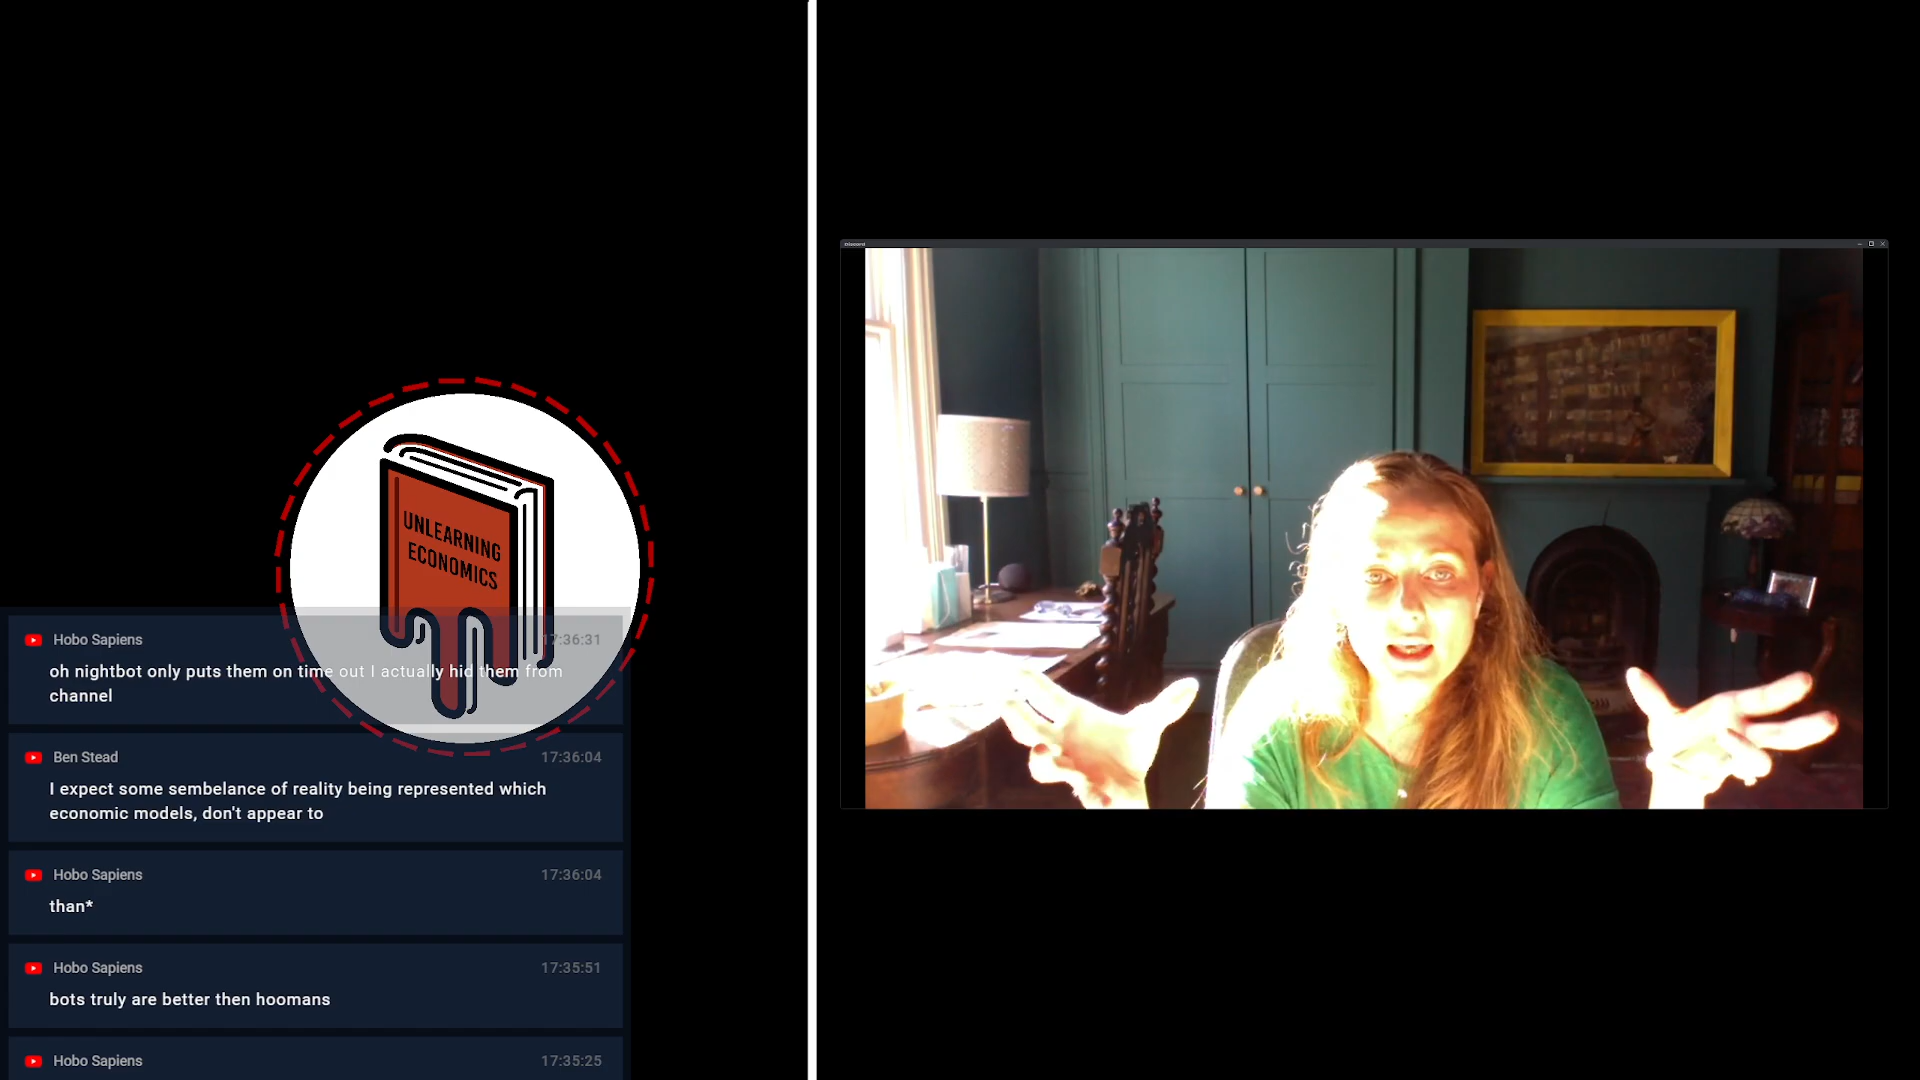 UNLEARNING
ECONOMICS
Hobo Sapiens 17:36:31
oh nightbot only puts them on time out I actually hid them from
channel
Ben Stead 17:36:04
I expect some sembelance of reality being represented which
economic models, don't appear to
Hobo Sapiens 17:36:04
than*
Hobo Sapiens 17:35:51
bots truly are better then hoomans
Hobo Sapiens 17:35:25
Discord